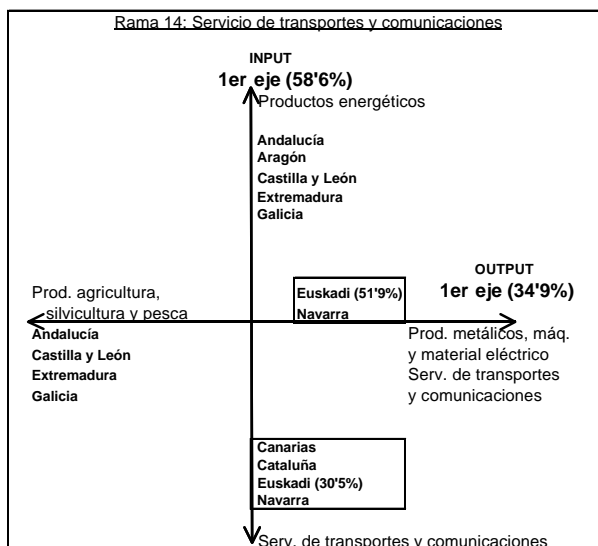 Rama 14: Servicio de transportes y comunicaciones
INPUT
1er eje (58'6%)
Productos energéticos
Andalucía
Aragón
Castilla y León
Extremadura
Galicia
OUTPUT
1er eje (34'9%)
Euskadi (51'9%)
Navarra
Prod. agricultura,
silvicultura y pesca
Andalucía
Castilla y León
Extremadura
Galicia
Prod. metálicos, máq.
y material eléctrico
Serv. de transportes
y comunicaciones
Canarias
Cataluña
Euskadi (30'5%)
Navarra
Serv. de transportes y comunicaciones